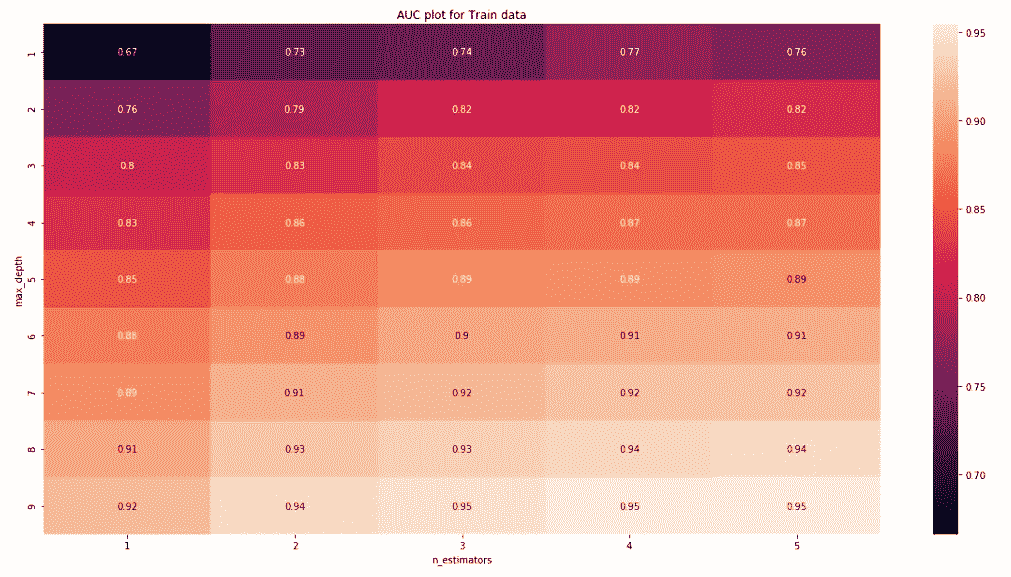 AUC plot for Train data
1 0.67 0.73 0.74 0.77 0.76
2 0.76 0.79 0.82 0.82 0.82
3 0.8 0.83 0.84 0.84 0.85
4 0.83 0.86 0.86 0.87 0.87
max_depth
5 0.85 0.88 0.89 0.89 0.89
6 0.88 0.89 0.9 0.91 0.91
7 0.89 0.91 0.92 0.92 0.92
8 0.91 0.93 0.93 0.94 0.94
9 0.92 0.94 0.95 0.95 0.95
1 2 3 4 5
n_estimators
0.95
0.90
0.85
0.80
0.75
0.70